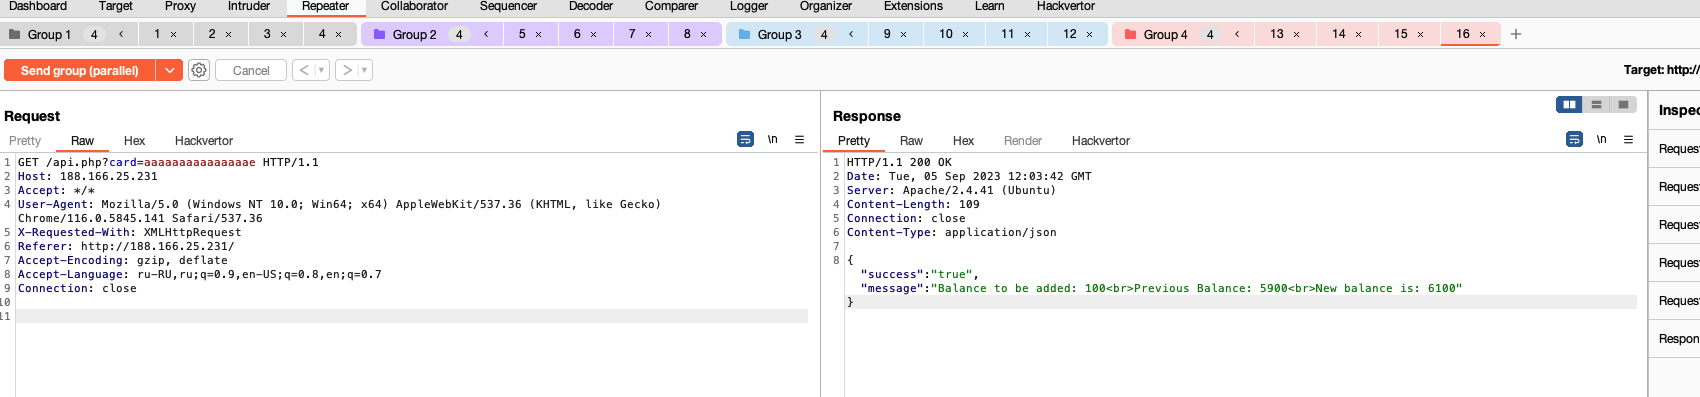 Dashboard Target Proxy Intruder Repeater Collaborator Sequencer Decoder Comparer Logger Organizer Extensions Learn Hackvertor
Group 1 4 < 1 × 2 × 3 × 4 × Group 2 4 < 5 × 6 × 7 × 8 × Group 3 4 < 9 × 10 × 11 × 12 × Group 4 4 < 13 × 14 × 15 × 16 × +
Send group (parallel) Cancel < > Target: http://
Request
Pretty Raw Hex Hackvertor \n
1 GET /api.php?card=aaaaaaaaaaaaaaae HTTP/1.1
2 Host: 188.166.25.231
3 Accept: */*
4 User-Agent: Mozilla/5.0 (Windows NT 10.0; Win64; x64) AppleWebKit/537.36 (KHTML, like Gecko)
Chrome/116.0.5845.141 Safari/537.36
5 X-Requested-With: XMLHttpRequest
6 Referer: http://188.166.25.231/
7 Accept-Encoding: gzip, deflate
8 Accept-Language: ru-RU,ru;q=0.9,en-US;q=0.8,en;q=0.7
9 Connection: close
10
11
Response
Pretty Raw Hex Render Hackvertor \n
1 HTTP/1.1 200 OK
2 Date: Tue, 05 Sep 2023 12:03:42 GMT
3 Server: Apache/2.4.41 (Ubuntu)
4 Content-Length: 109
5 Connection: close
6 Content-Type: application/json
7
8 {
"success":"true",
"message":"Balance to be added: 100<br>Previous Balance: 5900<br>New balance is: 6100"
}
Inspec
Request
Request
Request
Request
Request
Respon